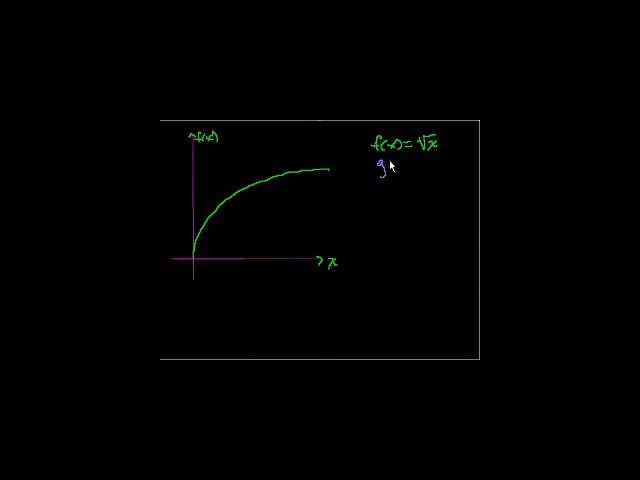 f(x)
f(x) = √x
g
x